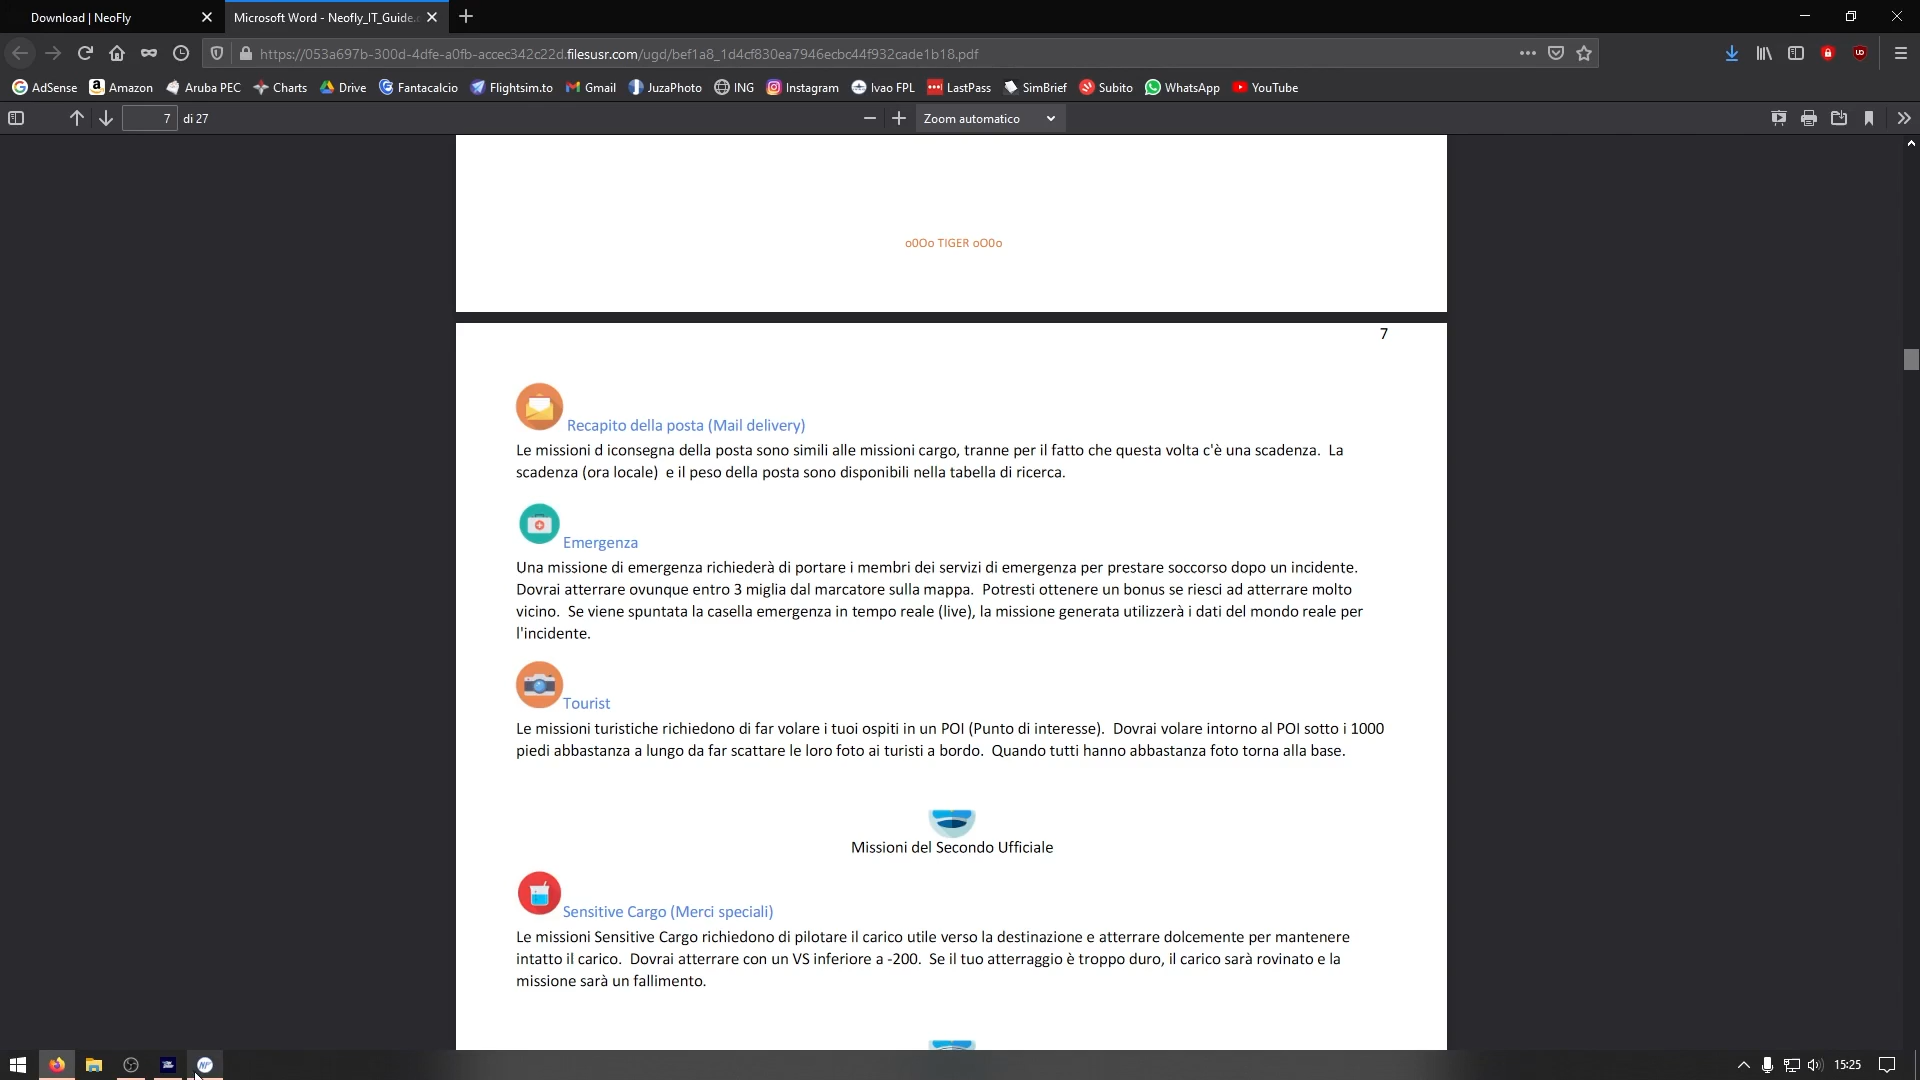 Download | NeoFly
Microsoft Word - Neofly_IT_Guide.
https://053a697b-300d-4dfe-a0fb-accec342c22d.filesusr.com/ugd/bef1a8_1d4cf830ea7946ecbc44f932cade1b18.pdf
AdSense Amazon Aruba PEC Charts Drive Fantacalcio Flightsim.to Gmail JuzaPhoto ING Instagram Ivao FPL LastPass SimBrief Subito WhatsApp YouTube
7 di 27 Zoom automatico
o0Oo TIGER oO0o
7
Recapito della posta (Mail delivery)
Le missioni d iconsegna della posta sono simili alle missioni cargo, tranne per il fatto che questa volta c'è una scadenza. La
scadenza (ora locale) e il peso della posta sono disponibili nella tabella di ricerca.
Emergenza
Una missione di emergenza richiederà di portare i membri dei servizi di emergenza per prestare soccorso dopo un incidente.
Dovrai atterrare ovunque entro 3 miglia dal marcatore sulla mappa. Potresti ottenere un bonus se riesci ad atterrare molto
vicino. Se viene spuntata la casella emergenza in tempo reale (live), la missione generata utilizzerà i dati del mondo reale per
l'incidente.
Tourist
Le missioni turistiche richiedono di far volare i tuoi ospiti in un POI (Punto di interesse). Dovrai volare intorno al POI sotto i 1000
piedi abbastanza a lungo da far scattare le loro foto ai turisti a bordo. Quando tutti hanno abbastanza foto torna alla base.
Missioni del Secondo Ufficiale
Sensitive Cargo (Merci speciali)
Le missioni Sensitive Cargo richiedono di pilotare il carico utile verso la destinazione e atterrare dolcemente per mantenere
intatto il carico. Dovrai atterrare con un VS inferiore a -200. Se il tuo atterraggio è troppo duro, il carico sarà rovinato e la
missione sarà un fallimento.
15:25